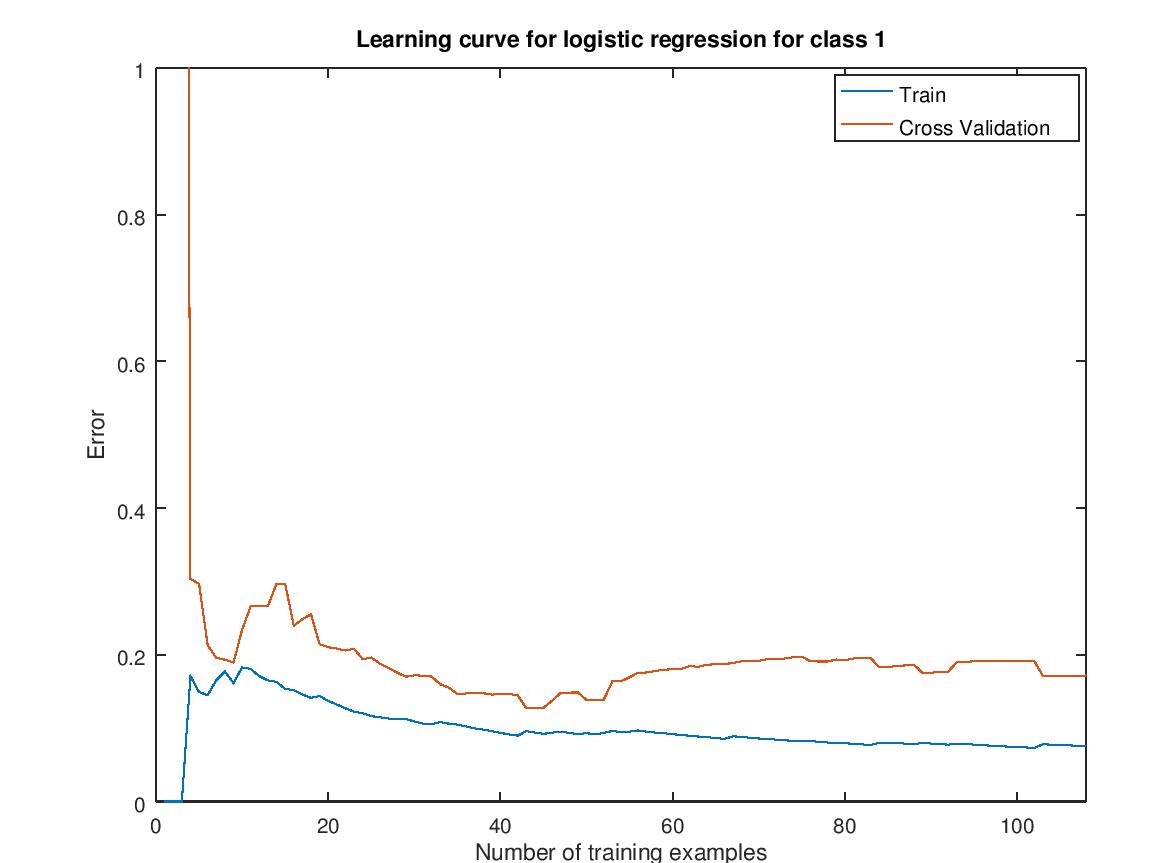 Learning curve for logistic regression for class 1
1
Train
Cross Validation
0.8
0.6
Error
0.4
0.2
0
0 20 40 60 80 100
Number of training examples